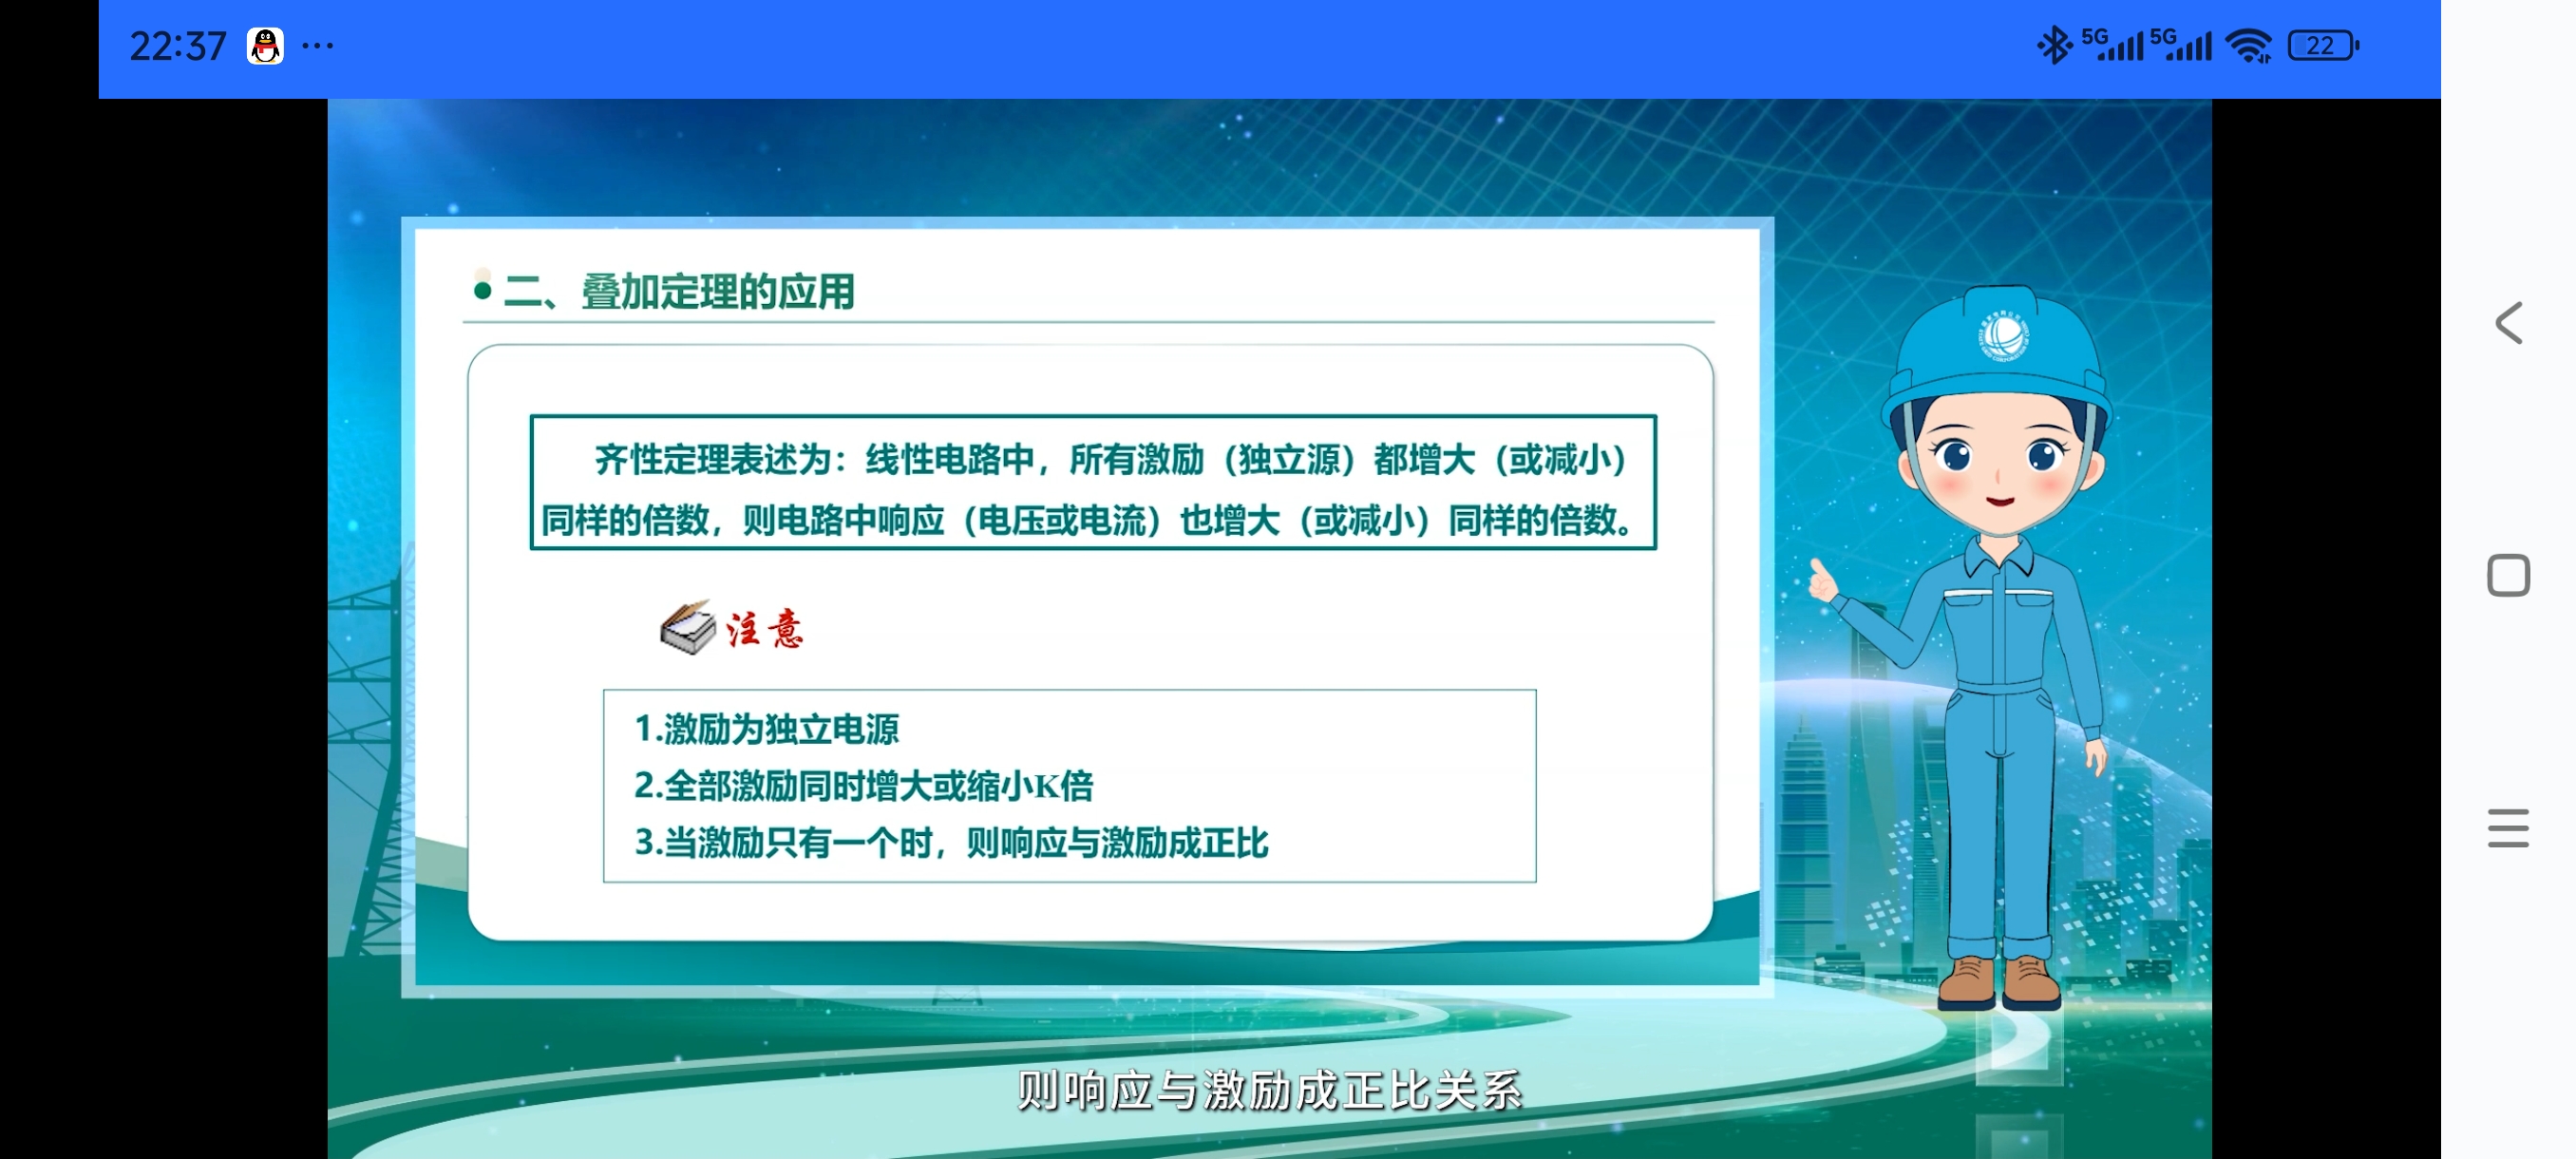 22:37
5G
5G
22
二、叠加定理的应用
齐性定理表述为：线性电路中，所有激励（独立源）都增大（或减小）
同样的倍数，则电路中响应（电压或电流）也增大（或减小）同样的倍数。
注意
1.激励为独立电源
2.全部激励同时增大或缩小K倍
3.当激励只有一个时，则响应与激励成正比
则响应与激励成正比关系